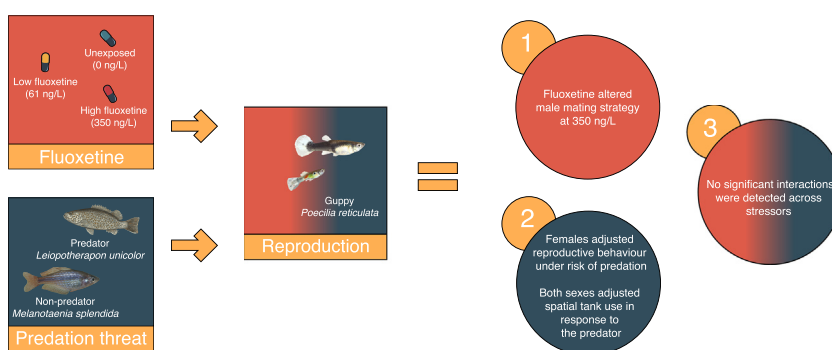 Unexposed
(0 ng/L)
Low fluoxetine
(61 ng/L)
High fluoxetine
(350 ng/L)
Fluoxetine
Predator
Leiopotherapon unicolor
Non-predator
Melanotaenia splendida
Predation threat
Guppy
Poecilia reticulata
Reproduction
1
Fluoxetine altered
male mating strategy
at 350 ng/L
2
Females adjusted
reproductive behaviour
under risk of predation
Both sexes adjusted
spatial tank use in
response to
the predator
3
No significant interactions
were detected across
stressors